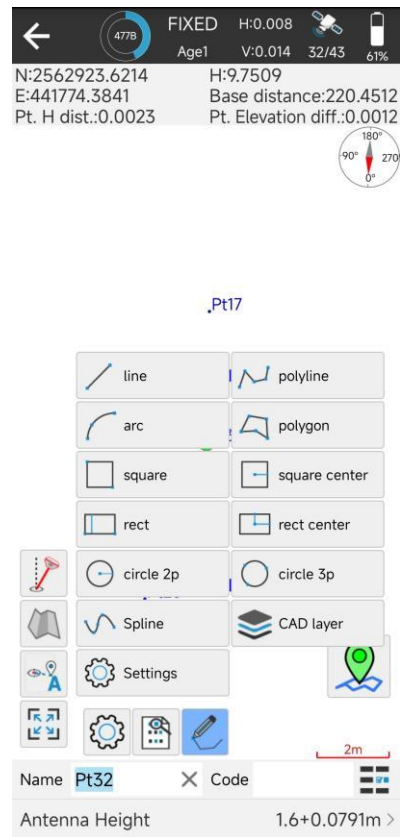 477B
FIXED
H:0.008
Age1
V:0.014
32/43
61%
N:2562923.6214
H:9.7509
E:441774.3841
Base distance:220.4512
Pt. H dist.:0.0023
Pt. Elevation diff.:0.0012
180°
90°
270
0°
Pt17
line
polyline
arc
polygon
square
square center
rect
rect center
circle 2p
circle 3p
Spline
CAD layer
Settings
A
2m
Name
Pt32
Code
Antenna Height
1.6+0.0791m